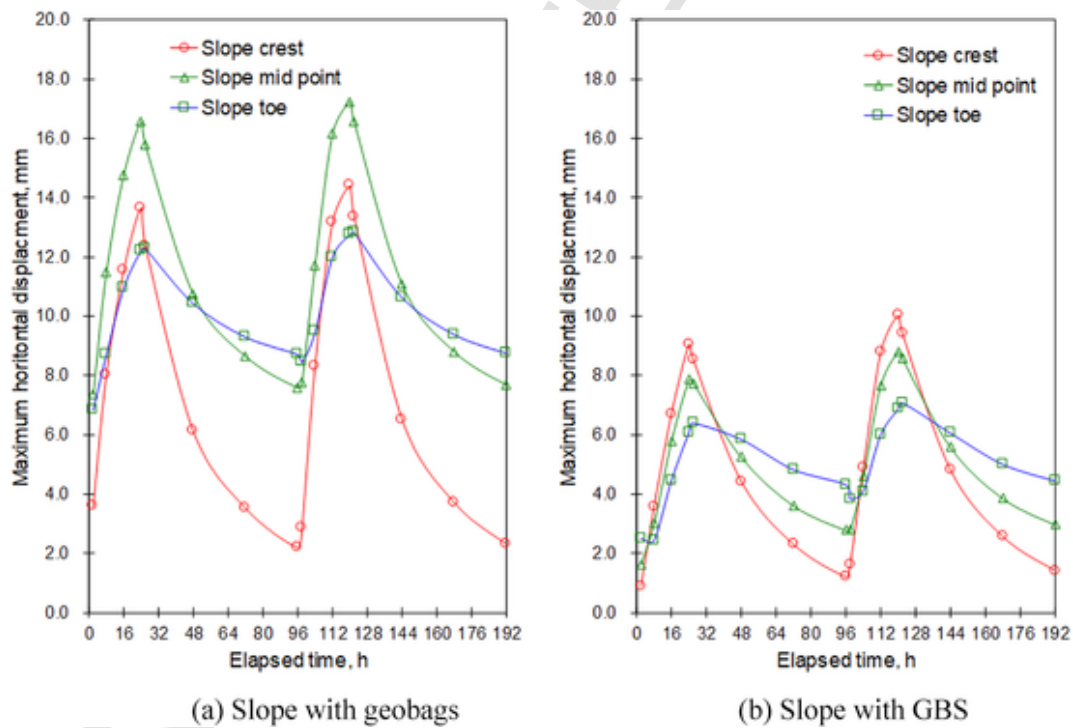 20.0
18.0
16.0
14.0
12.0
10.0
8.0
6.0
4.0
2.0
0.0
Maximum horitontal displacment, mm
Slope crest
Slope mid point
Slope toe
0 16 32 48 64 80 96 112 128 144 160 176 192
Elapsed time, h
(a) Slope with geobags
20.0
18.0
16.0
14.0
12.0
10.0
8.0
6.0
4.0
2.0
0.0
Maximum horitontal displacment, mm
Slope crest
Slope mid point
Slope toe
0 16 32 48 64 80 96 112 128 144 160 176 192
Elapsed time, h
(b) Slope with GBS